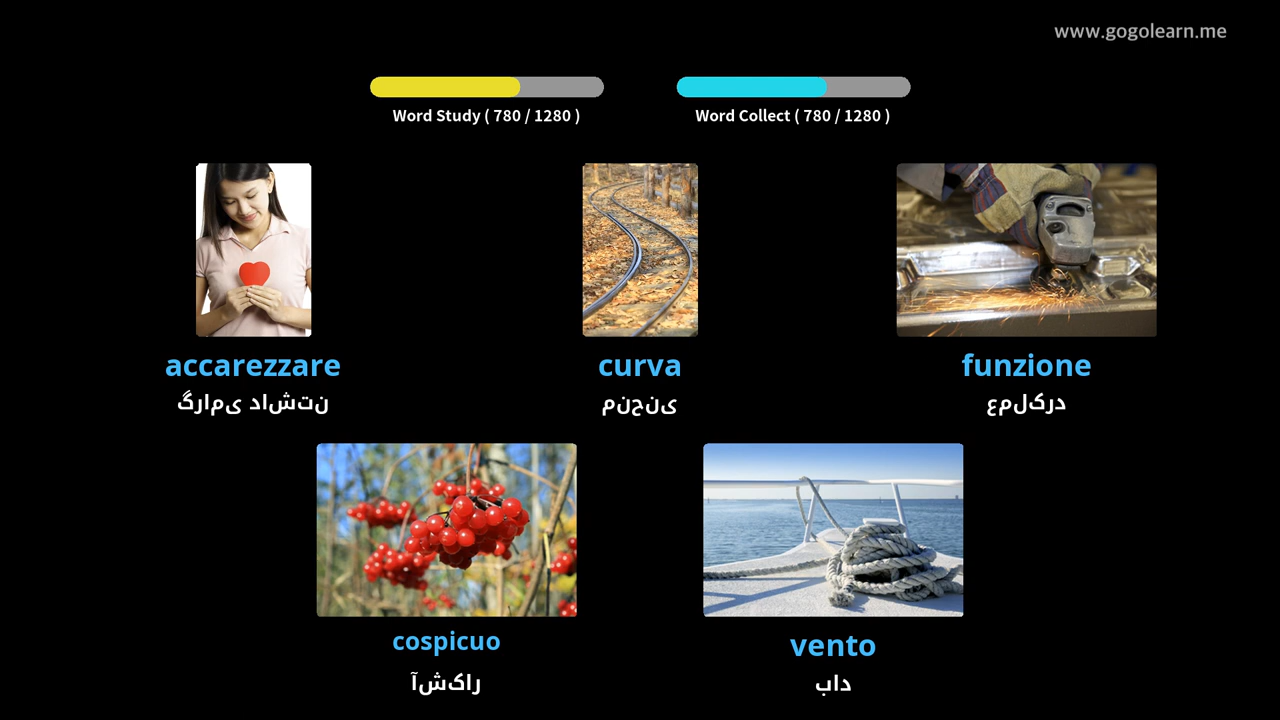 www.gogolearn.me
Word Study ( 780 / 1280 )
Word Collect ( 780 / 1280 )
accarezzare
گرامی داشتن
curva
منحنی
funzione
عملکرد
cospicuo
آشکار
vento
باد